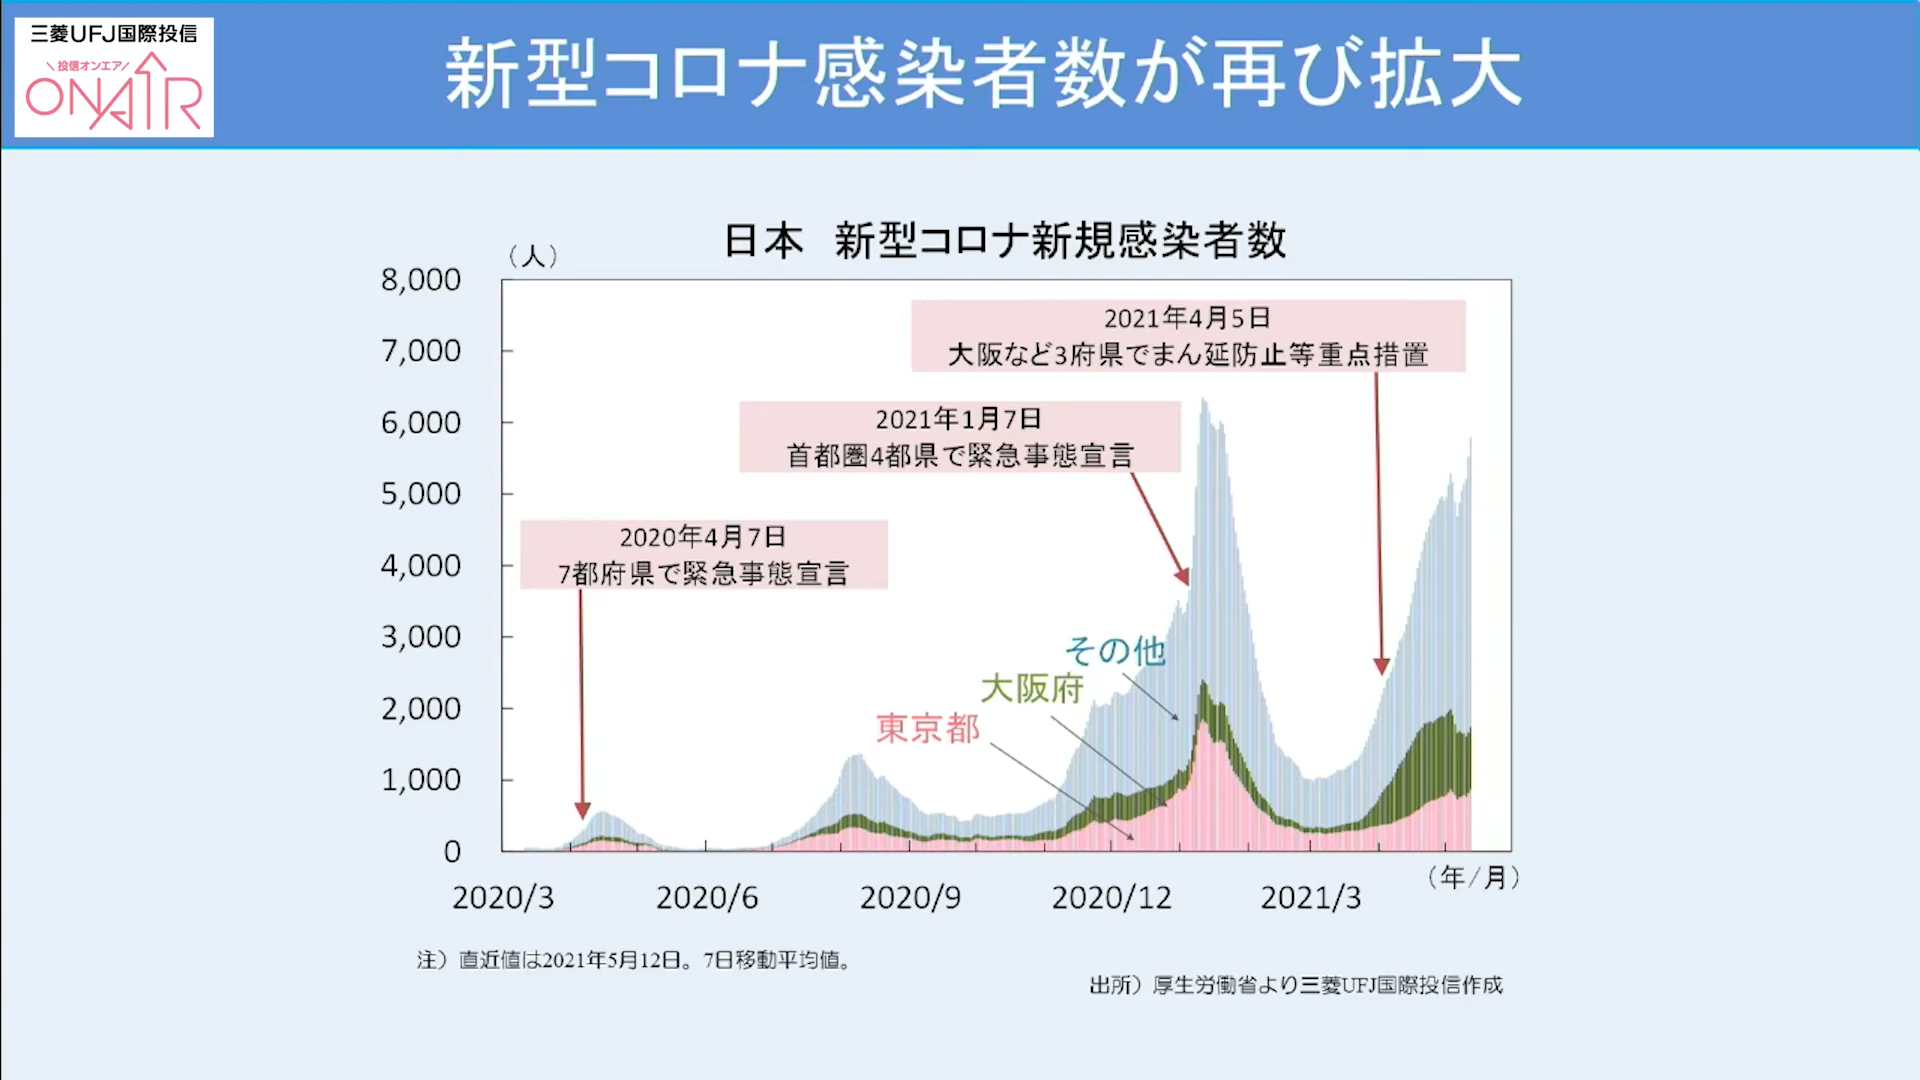 三菱UFJ国際投信
\投信オンエア/
ONAIR
新型コロナ感染者数が再び拡大
日本　新型コロナ新規感染者数
（人）
8,000
7,000
6,000
5,000
4,000
3,000
2,000
1,000
0
2021年4月5日
大阪など3府県でまん延防止等重点措置
2021年1月7日
首都圏4都県で緊急事態宣言
2020年4月7日
7都府県で緊急事態宣言
その他
大阪府
東京都
2020/3
2020/6
2020/9
2020/12
2021/3
（年/月）
注）直近値は2021年5月12日。7日移動平均値。
出所）厚生労働省より三菱UFJ国際投信作成